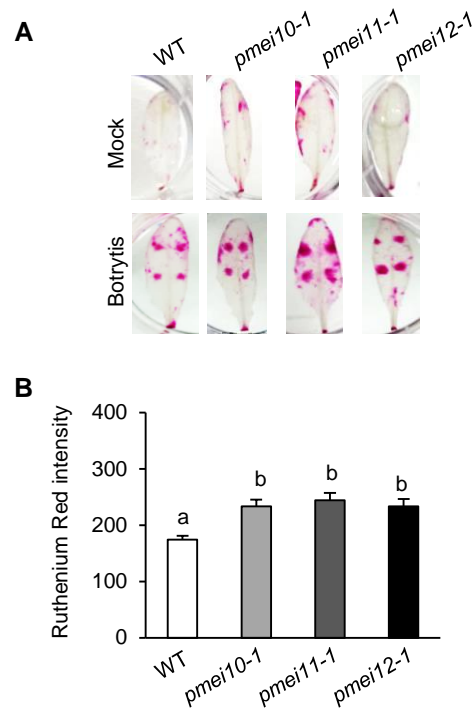 A
WT pmei10-1 pmei11-1 pmei12-1
Mock
Botrytis
B
Ruthenium Red intensity
400
300
200
100
0
a
b
b
b
WT pmei10-1 pmei11-1 pmei12-1